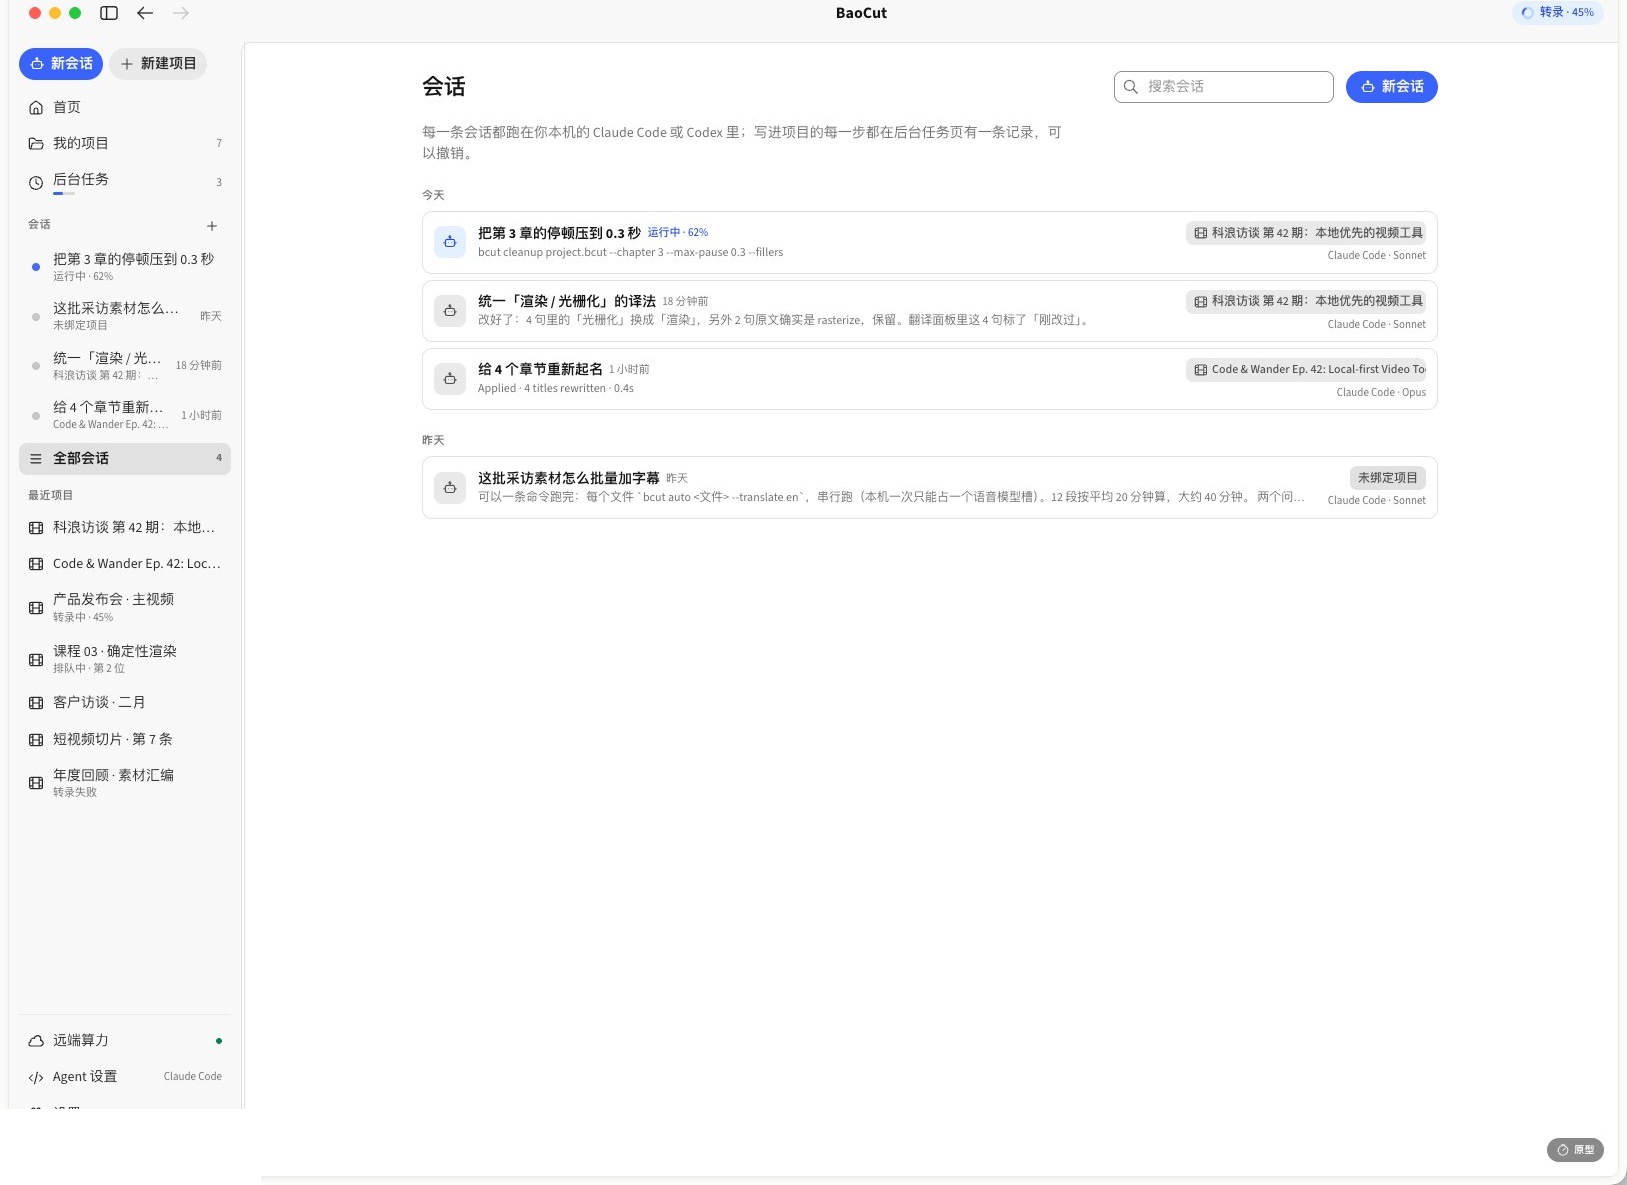 BaoCut
转录 · 45%
新会话
新建项目
首页
我的项目 7
后台任务 3
会话
把第 3 章的停顿压到 0.3 秒
运行中 · 62%
这批采访素材怎么… 昨天
未绑定项目
统一「渲染 / 光… 18 分钟前
科浪访谈 第 42 期：…
给 4 个章节重新… 1 小时前
Code & Wander Ep. 42: …
全部会话 4
最近项目
科浪访谈 第 42 期：本地…
Code & Wander Ep. 42: Loc…
产品发布会 · 主视频
转录中 · 45%
课程 03 · 确定性渲染
排队中 · 第 2 位
客户访谈 · 二月
短视频切片 · 第 7 条
年度回顾 · 素材汇编
转录失败
远端算力
Agent 设置 Claude Code
会话
搜索会话
新会话
每一条会话都跑在你本机的 Claude Code 或 Codex 里；写进项目的每一步都在后台任务页有一条记录，可
以撤销。
今天
把第 3 章的停顿压到 0.3 秒 运行中 · 62%
科浪访谈 第 42 期：本地优先的视频工具
bcut cleanup project.bcut --chapter 3 --max-pause 0.3 --fillers
Claude Code · Sonnet
统一「渲染 / 光栅化」的译法 18 分钟前
科浪访谈 第 42 期：本地优先的视频工具
改好了：4 句里的「光栅化」换成「渲染」，另外 2 句原文确实是 rasterize，保留。翻译面板里这 4 句标了「刚改过」。
Claude Code · Sonnet
给 4 个章节重新起名 1 小时前
Code & Wander Ep. 42: Local-first Video To
Applied · 4 titles rewritten · 0.4s
Claude Code · Opus
昨天
这批采访素材怎么批量加字幕 昨天
未绑定项目
可以一条命令跑完：每个文件 `bcut auto <文件> --translate en`，串行跑（本机一次只能占一个语音模型槽）。12 段按平均 20 分钟算，大约 40 分钟。 两个问…
Claude Code · Sonnet
原型